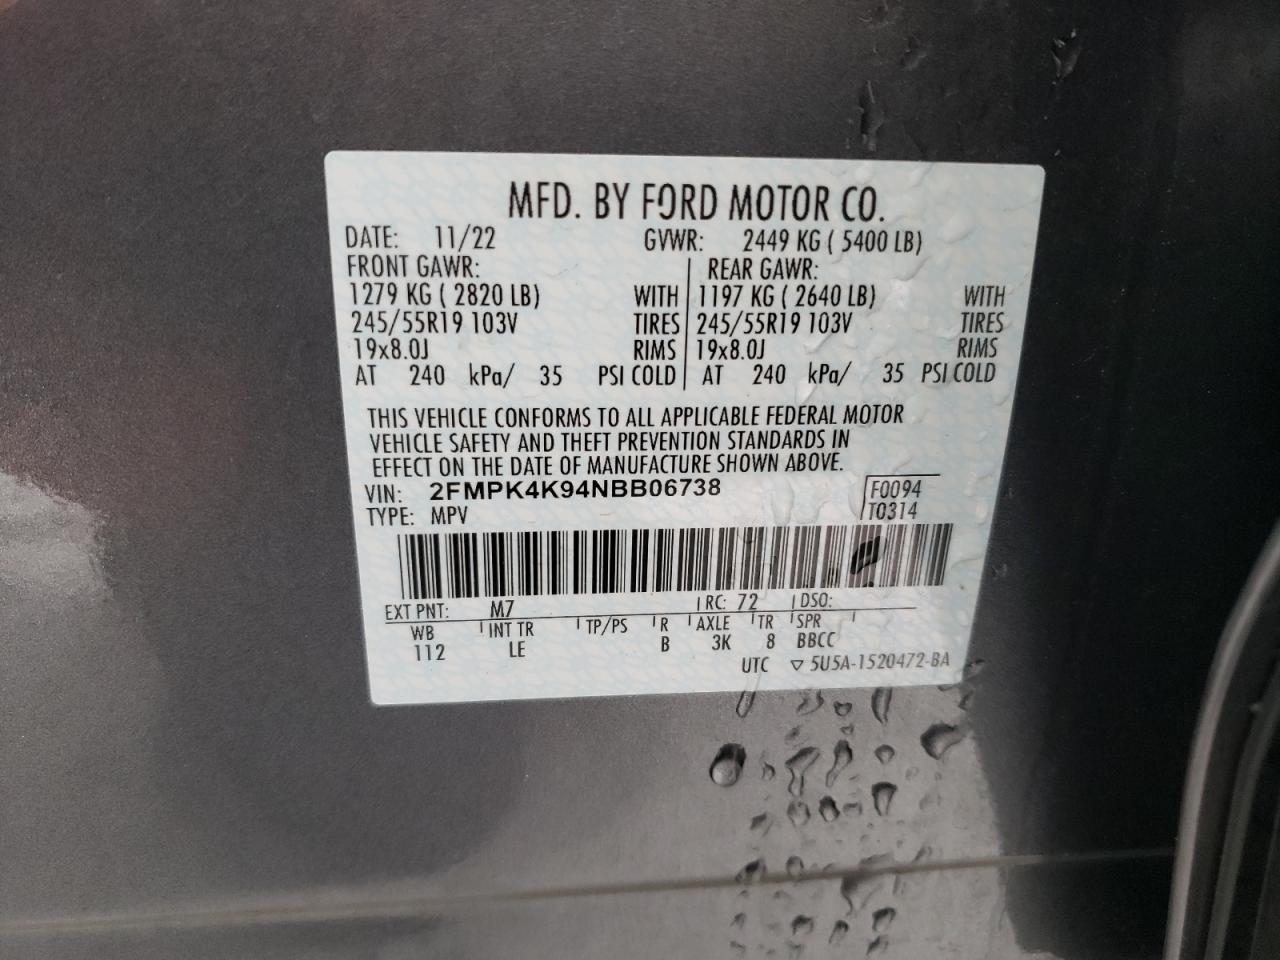 MFD. BY FORD MOTOR CO.
DATE: 11/22 GVWR: 2449 KG ( 5400 LB)
FRONT GAWR: REAR GAWR:
1279 KG ( 2820 LB) WITH 1197 KG ( 2640 LB) WITH
245/55R19 103V TIRES 245/55R19 103V TIRES
19x8.0J RIMS 19x8.0J RIMS
AT 240 kPa/ 35 PSI COLD AT 240 kPa/ 35 PSI COLD
THIS VEHICLE CONFORMS TO ALL APPLICABLE FEDERAL MOTOR
VEHICLE SAFETY AND THEFT PREVENTION STANDARDS IN
EFFECT ON THE DATE OF MANUFACTURE SHOWN ABOVE.
VIN: 2FMPK4K94NBB06738 F0094
TYPE: MPV T0314
EXT PNT: M7 RC: 72 DSO:
WB INT TR TP/PS R AXLE TR SPR
112 LE B 3K 8 BBCC
UTC ▽ 5U5A-1520472-BA